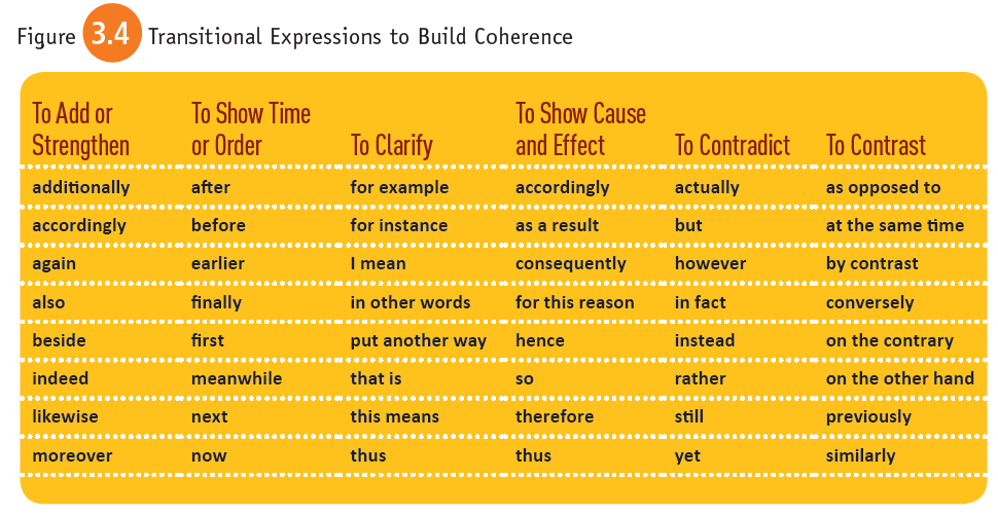 Figure 3.4 Transitional Expressions to Build Coherence
To Add or Strengthen To Show Time or Order To Clarify To Show Cause and Effect To Contradict To Contrast
additionally after for example accordingly actually as opposed to
accordingly before for instance as a result but at the same time
again earlier I mean consequently however by contrast
also finally in other words for this reason in fact conversely
beside first put another way hence instead on the contrary
indeed meanwhile that is so rather on the other hand
likewise next this means therefore still previously
moreover now thus thus yet similarly